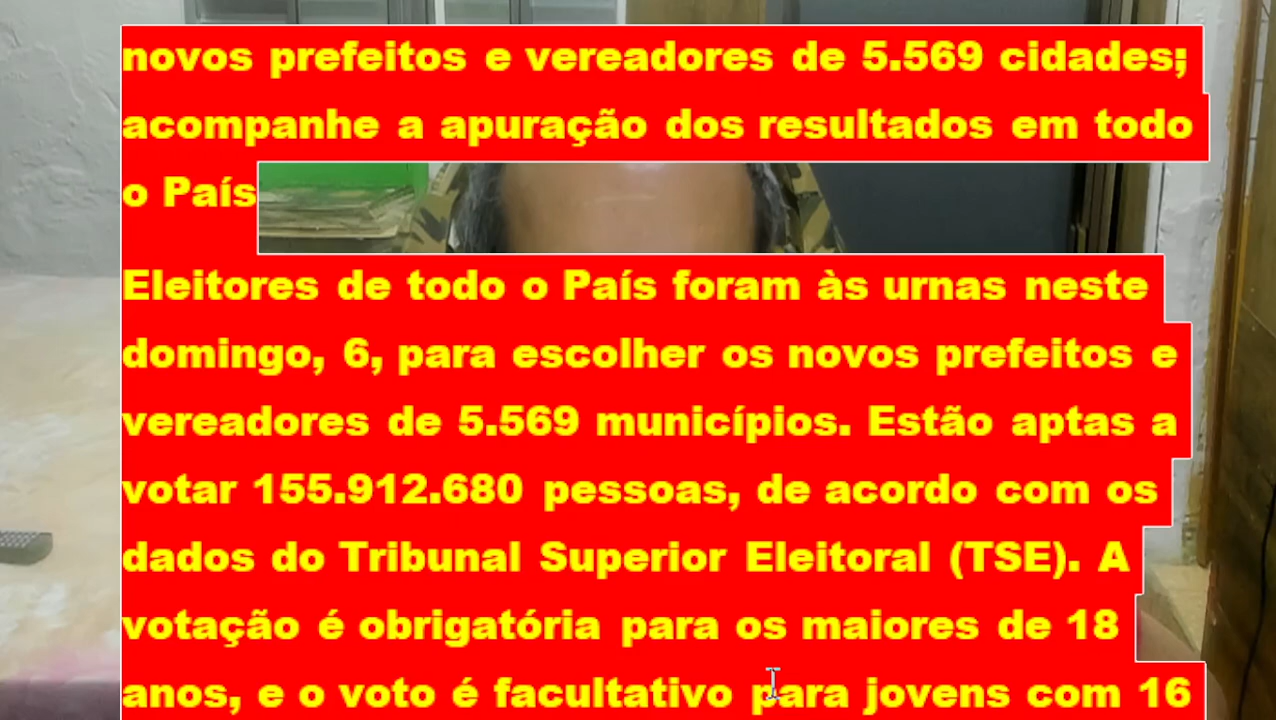 novos prefeitos e vereadores de 5.569 cidades;
acompanhe a apuração dos resultados em todo
o País
Eleitores de todo o País foram às urnas neste
domingo, 6, para escolher os novos prefeitos e
vereadores de 5.569 municípios. Estão aptas a
votar 155.912.680 pessoas, de acordo com os
dados do Tribunal Superior Eleitoral (TSE). A
votação é obrigatória para os maiores de 18
anos, e o voto é facultativo para jovens com 16